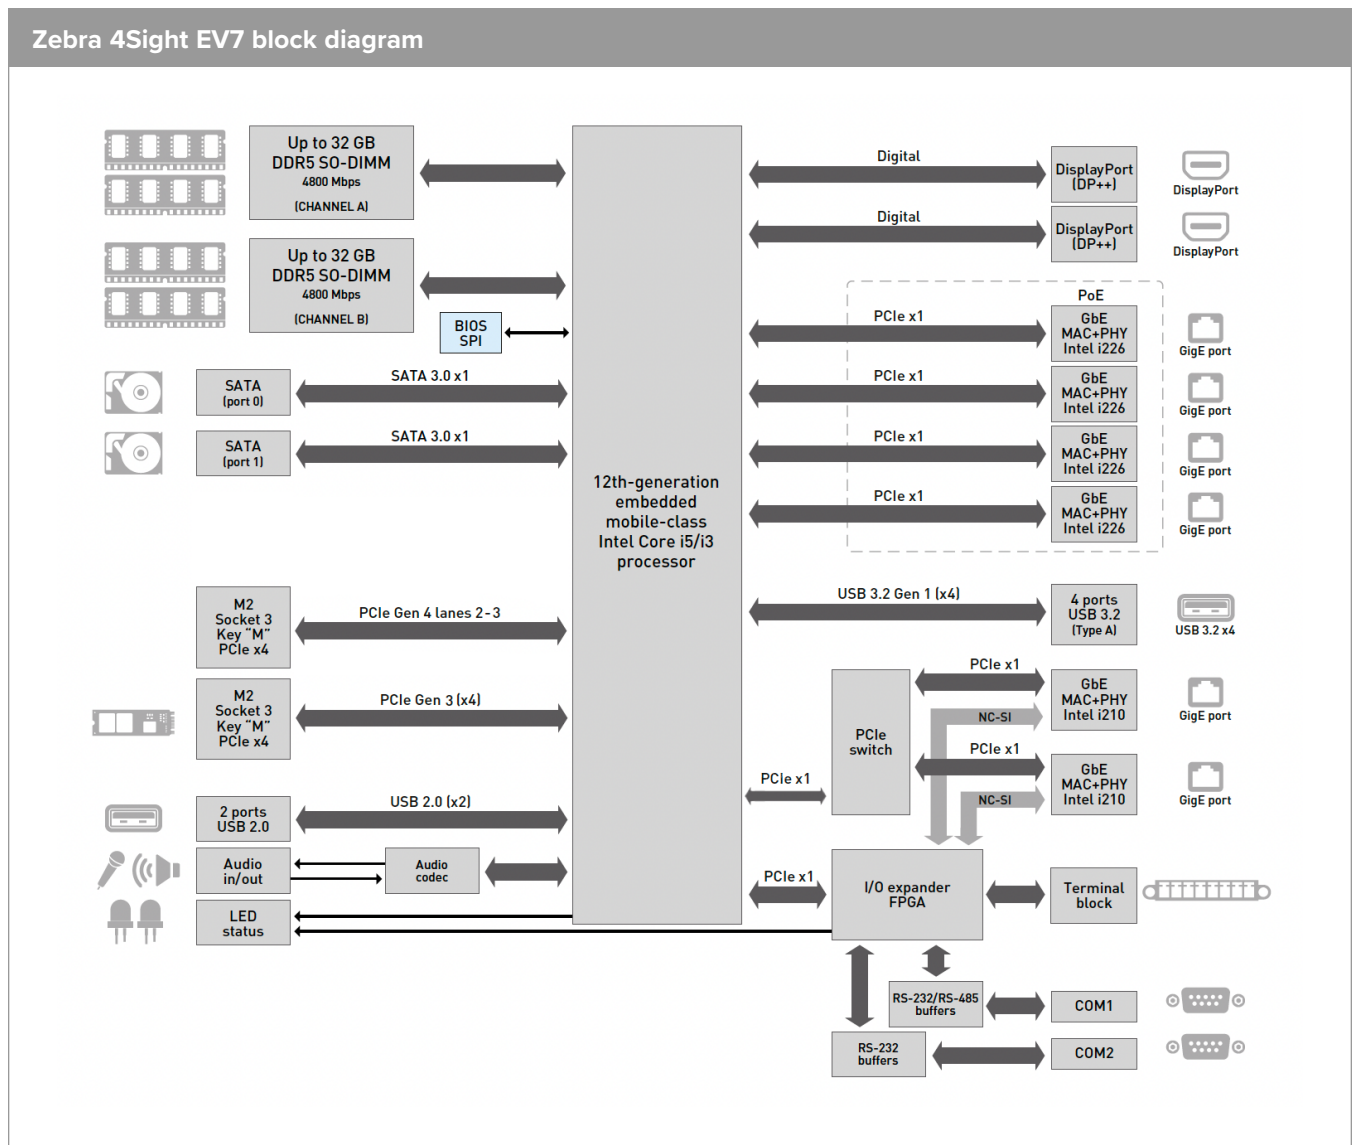 Zebra 4Sight EV7 block diagram
Up to 32 GB
DDR5 SO-DIMM
4800 Mbps
(CHANNEL A)
Up to 32 GB
DDR5 SO-DIMM
4800 Mbps
(CHANNEL B)
BIOS
SPI
SATA
(port 0)
SATA 3.0 x1
SATA
(port 1)
SATA 3.0 x1
M2
Socket 3
Key “M”
PCIe x4
PCIe Gen 4 lanes 2-3
M2
Socket 3
Key “M”
PCIe x4
PCIe Gen 3 (x4)
2 ports
USB 2.0
USB 2.0 (x2)
Audio
in/out
Audio
codec
LED
status
12th-generation
embedded
mobile-class
Intel Core i5/i3
processor
Digital
DisplayPort
(DP++)
DisplayPort
Digital
DisplayPort
(DP++)
DisplayPort
PoE
PCIe x1
GbE
MAC+PHY
Intel i226
GigE port
PCIe x1
GbE
MAC+PHY
Intel i226
GigE port
PCIe x1
GbE
MAC+PHY
Intel i226
GigE port
PCIe x1
GbE
MAC+PHY
Intel i226
GigE port
USB 3.2 Gen 1 (x4)
4 ports
USB 3.2
(Type A)
USB 3.2 x4
PCIe x1
PCIe
switch
PCIe x1
NC-SI
GbE
MAC+PHY
Intel i210
GigE port
PCIe x1
NC-SI
GbE
MAC+PHY
Intel i210
GigE port
PCIe x1
I/O expander
FPGA
Terminal
block
RS-232/RS-485
buffers
COM1
RS-232
buffers
COM2